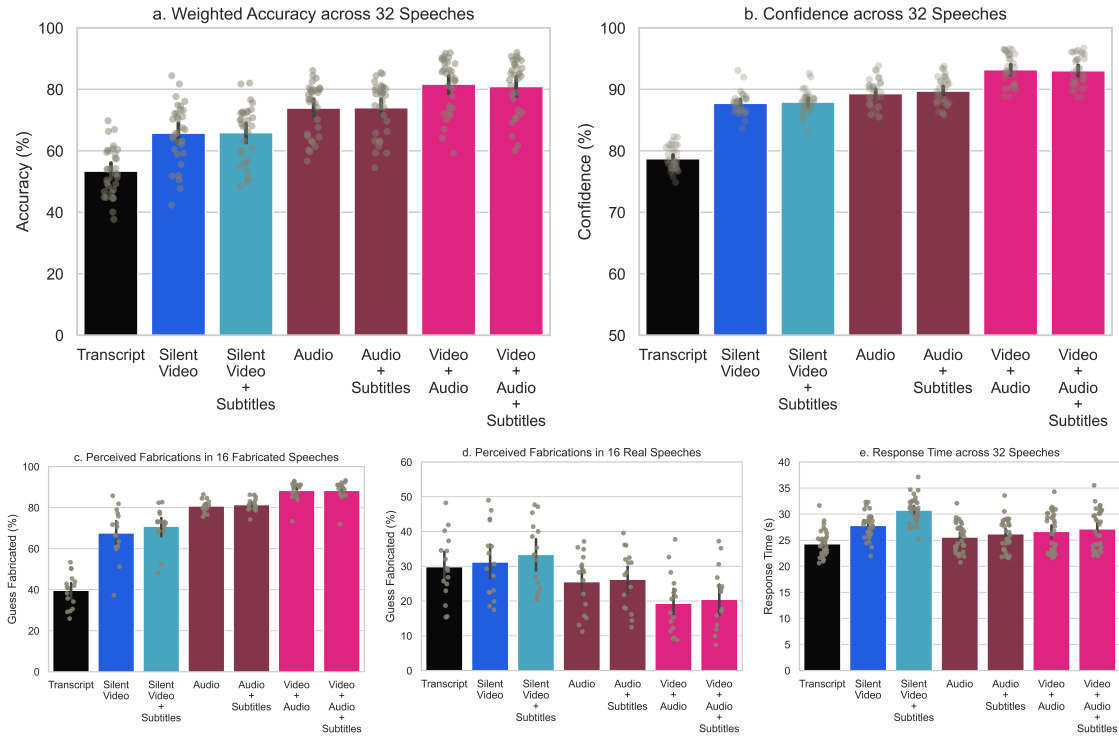 a. Weighted Accuracy across 32 Speeches
100
80
60
40
20
0
Accuracy (%)
Transcript
Silent
Video
Silent
Video
+
Subtitles
Audio
Audio
+
Subtitles
Video
+
Audio
Video
+
Audio
+
Subtitles
b. Confidence across 32 Speeches
100
90
80
70
60
50
Confidence (%)
Transcript
Silent
Video
Silent
Video
+
Subtitles
Audio
Audio
+
Subtitles
Video
+
Audio
Video
+
Audio
+
Subtitles
c. Perceived Fabrications in 16 Fabricated Speeches
100
80
60
40
20
0
Guess Fabricated (%)
Transcript
Silent
Video
Silent
Video
+
Subtitles
Audio
Audio
+
Subtitles
Video
+
Audio
Video
+
Audio
+
Subtitles
d. Perceived Fabrications in 16 Real Speeches
60
50
40
30
20
10
0
Guess Fabricated (%)
Transcript
Silent
Video
Silent
Video
+
Subtitles
Audio
Audio
+
Subtitles
Video
+
Audio
Video
+
Audio
+
Subtitles
e. Response Time across 32 Speeches
40
35
30
25
20
15
10
5
0
Response Time (s)
Transcript
Silent
Video
Silent
Video
+
Subtitles
Audio
Audio
+
Subtitles
Video
+
Audio
Video
+
Audio
+
Subtitles